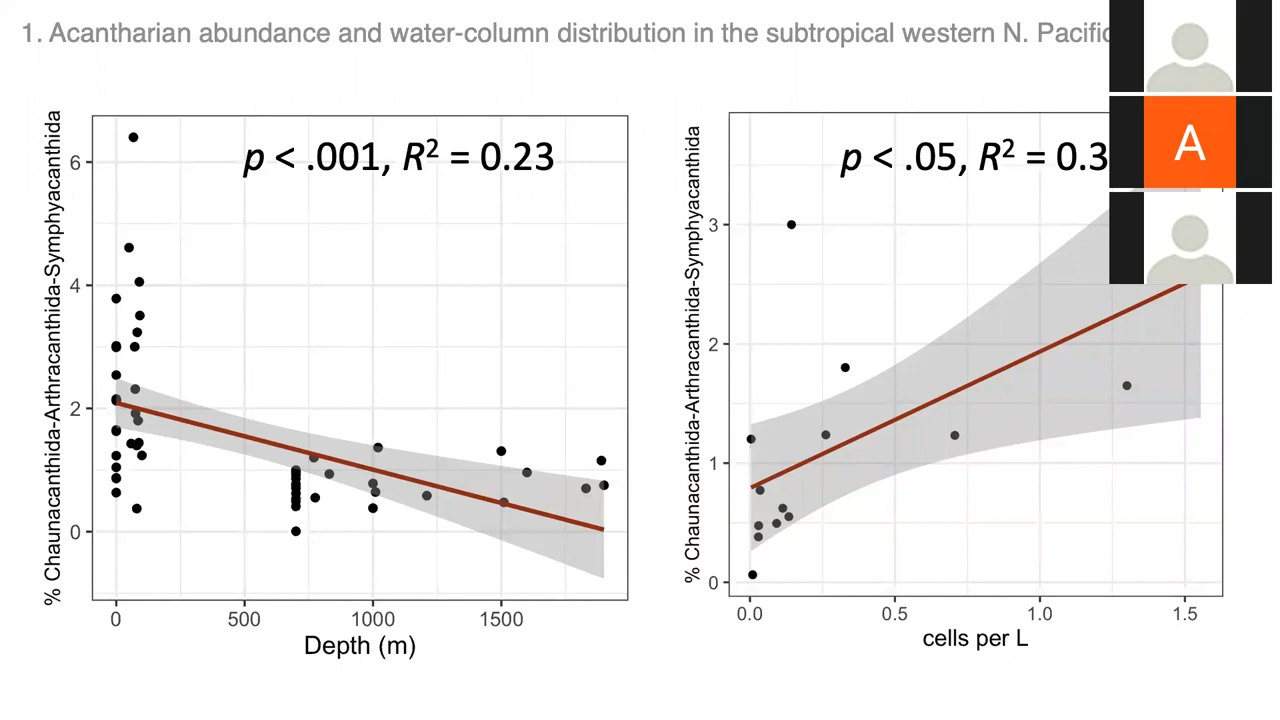 1. Acantharian abundance and water-column distribution in the subtropical western N. Pacific
% Chaunacanthida-Arthracanthida-Symphyacanthida
p < .001, R² = 0.23
6
4
2
0
0 500 1000 1500
Depth (m)
% Chaunacanthida-Arthracanthida-Symphyacanthida
p < .05, R² = 0.3
3
2
1
0
0.0 0.5 1.0 1.5
cells per L
A